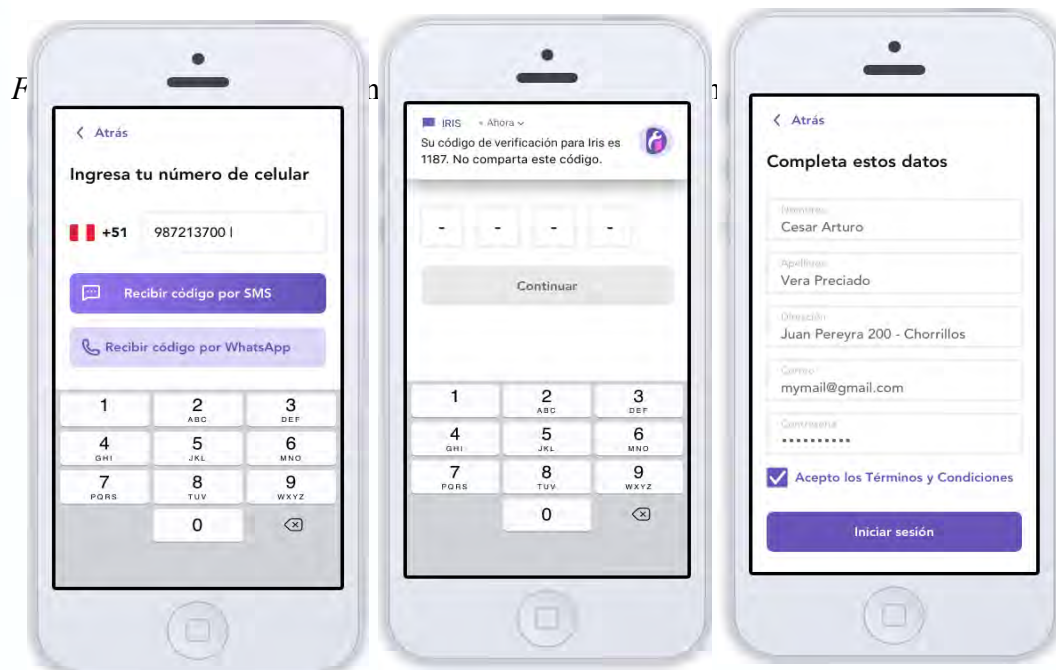 F
n
n
Atrás
Ingresa tu número de celular
+51 987213700
Recibir código por SMS
Recibir código por WhatsApp
1 2 3
ABC DEF
4 5 6
GHI JKL MNO
7 8 9
PQRS TUV WXYZ
0
IRIS • Ahora
Su código de verificación para Iris es
1187. No comparta este código.
- - - -
Continuar
1 2 3
ABC DEF
4 5 6
GHI JKL MNO
7 8 9
PQRS TUV WXYZ
0
Atrás
Completa estos datos
Nombres
Cesar Arturo
Apellidos
Vera Preciado
Dirección
Juan Pereyra 200 - Chorrillos
Correo
mymail@gmail.com
Contraseña
••••••••••
Acepto los Términos y Condiciones
Iniciar sesión